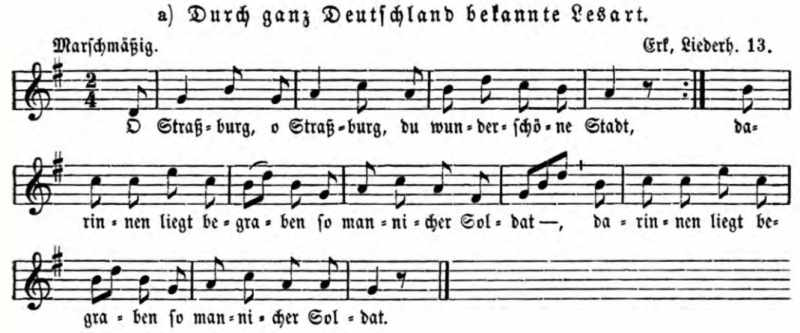 a) Durch ganz Deutſchland bekannte Lesart.
Marſchmäßig. Erk, Liederh. 13.
2
4
O Straß-burg, o Straß-burg, du wun-der-ſchö-ne Stadt, da-
rin-nen liegt be-gra-ben ſo man-ni-cher Sol-dat—, da-rin-nen liegt be-
gra-ben ſo man-ni-cher Sol-dat.